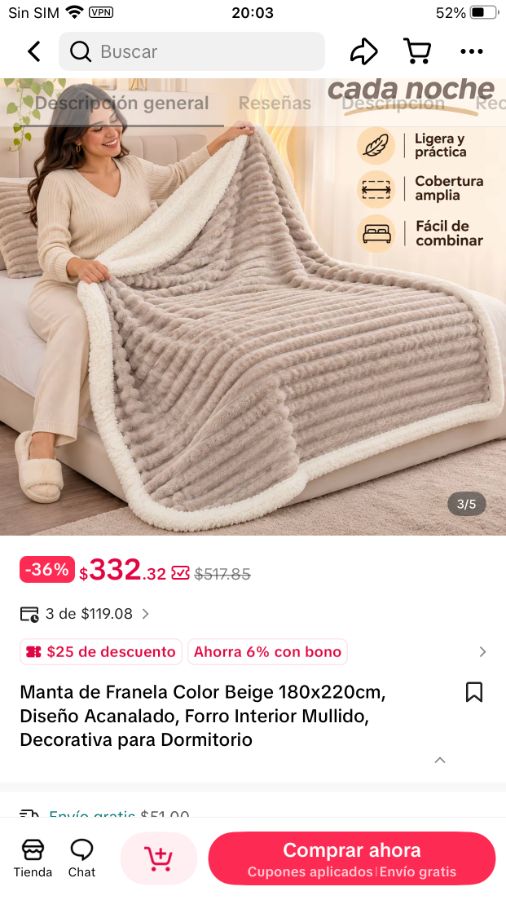 Sin SIM VPN 20:03 52%
Buscar
cada noche
Descripción general Reseñas Descripción Rec
Ligera y
práctica
Cobertura
amplia
Fácil de
combinar
3/5
-36% $332.32 $517.85
3 de $119.08
$25 de descuento Ahorra 6% con bono
Manta de Franela Color Beige 180x220cm,
Diseño Acanalado, Forro Interior Mullido,
Decorativa para Dormitorio
Envío gratis $51.00
Tienda Chat
Comprar ahora
Cupones aplicados | Envío gratis